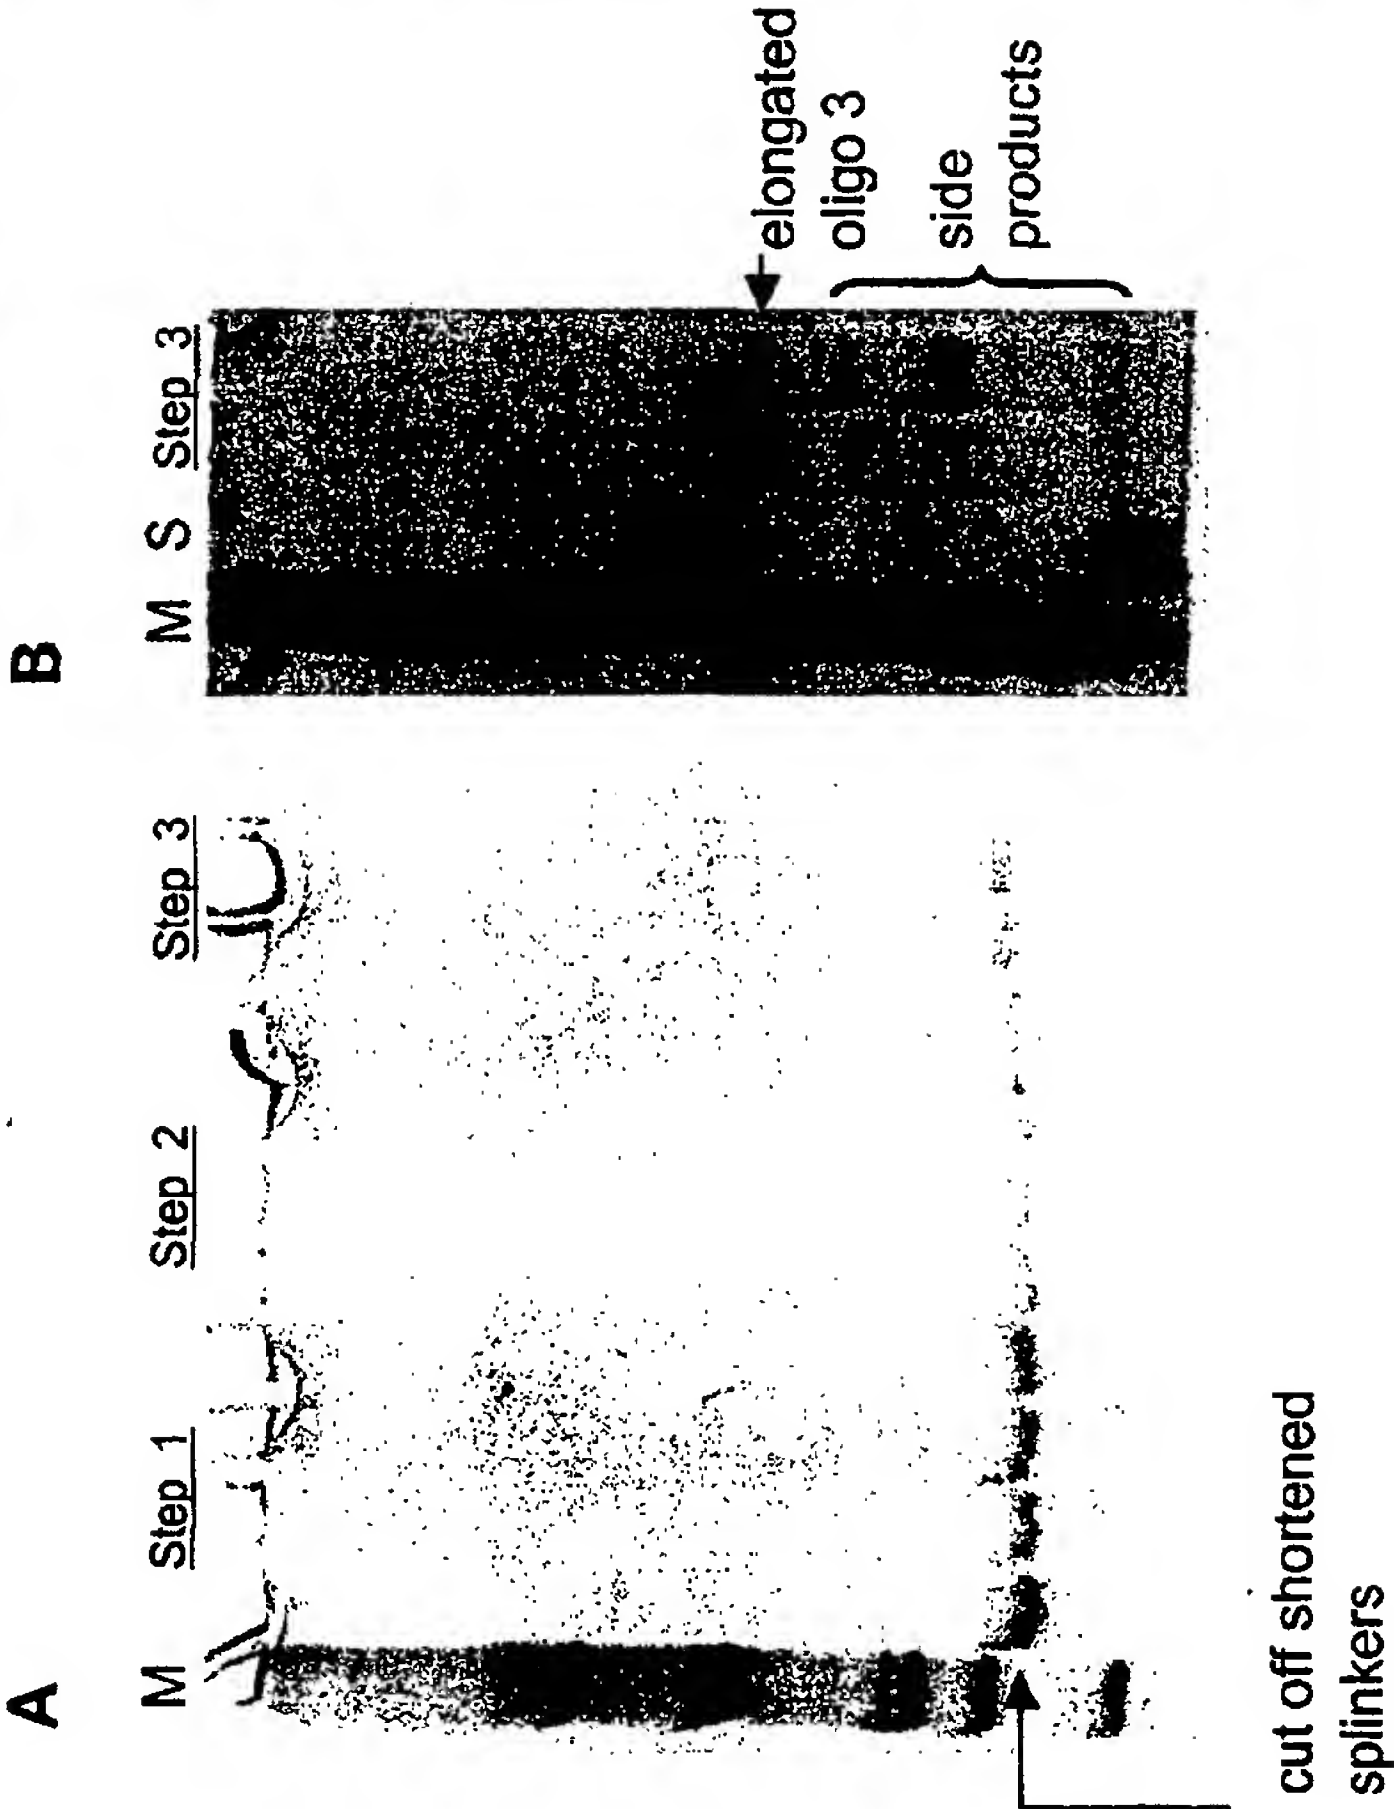 A
M
Step 1
Step 2
Step 3
cut off shortened
splinkers
B
M S Step 3
elongated
oligo 3
side
products